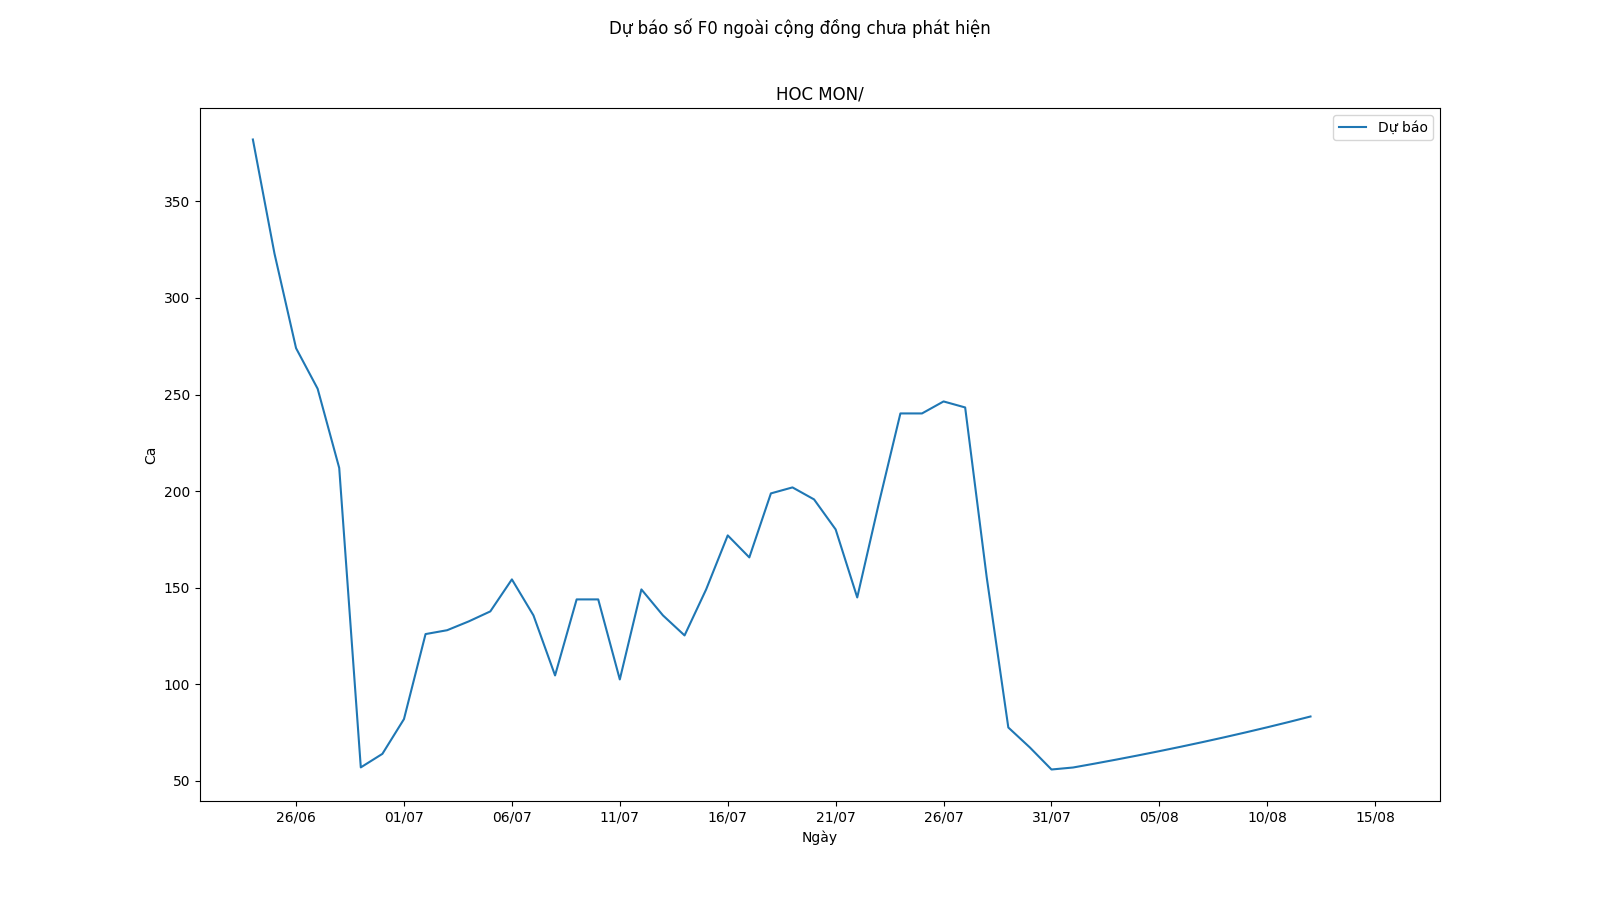 Dự báo số F0 ngoài cộng đồng chưa phát hiện
HOC MON/
Dự báo
350
300
250
200
150
100
50
Ca
26/06 01/07 06/07 11/07 16/07 21/07 26/07 31/07 05/08 10/08 15/08
Ngày